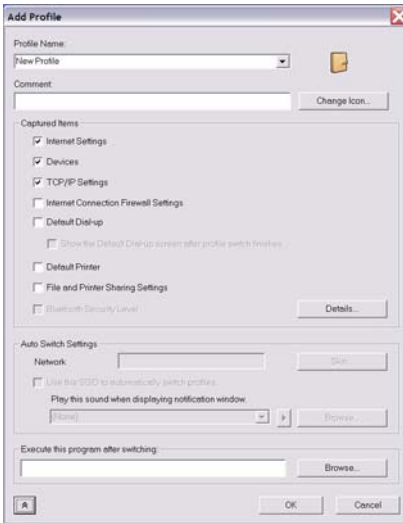 Add Profile
Profile Name:
New Profile
Comment:
Change Icon...
Captured Items
Internet Settings
Devices
TCP/IP Settings
Internet Connection Firewall Settings
Default Dial-up
Show the Default Dial-up screen after profile switch finishes.
Default Printer
File and Printer Sharing Settings
Bluetooth Security Level
Details...
Auto Switch Settings
Network
Use this SSID to automatically switch profiles.
Play this sound when displaying notification window.
(None)
Browse...
Execute this program after switching:
Browse...
OK
Cancel